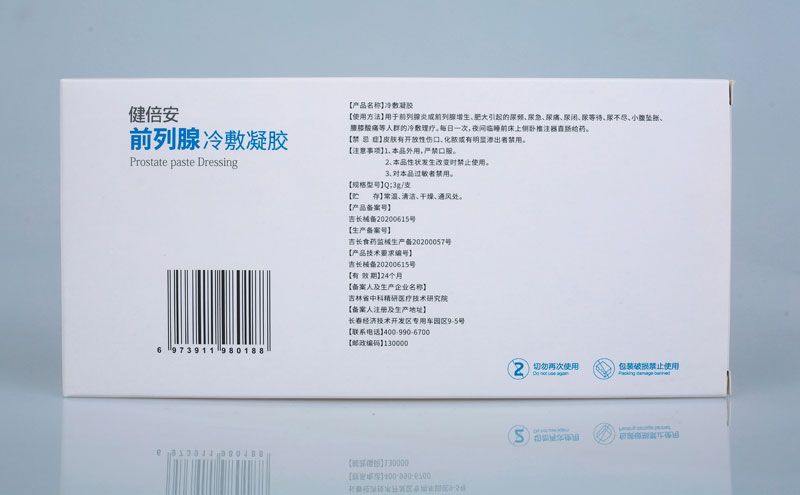 健倍安
前列腺 冷敷凝胶
Prostate paste Dressing
6 973911 980188
【产品名称】冷敷凝胶
【使用方法】用于前列腺炎或前列腺增生、肥大引起的尿频、尿急、尿痛、尿闭、尿等待、尿不尽、小腹坠胀、
腰膝酸痛等人群的冷敷理疗。每日一次，夜间临睡前床上侧卧推注器直肠给药。
【禁 忌 症】皮肤有开放性伤口、化脓或有明显渗出者禁用。
【注意事项】1、本品外用，严禁口服。
2、本品性状发生改变时禁止使用。
3、对本品过敏者禁用。
【规格型号】Q;3g/支
【贮 存】常温、清洁、干燥、通风处。
【产品备案号】
吉长械备20200615号
【生产备案号】
吉长食药监械生产备20200057号
【产品技术要求编号】
吉长械备20200615号
【有 效 期】24个月
【备案人及生产企业名称】
吉林省中科精研医疗技术研究院
【备案人注册及生产地址】
长春经济技术开发区专用车园区9-5号
【联系电话】400-990-6700
【邮政编码】130000
切勿再次使用
Do not use again
包装破损禁止使用
Packing damage banned